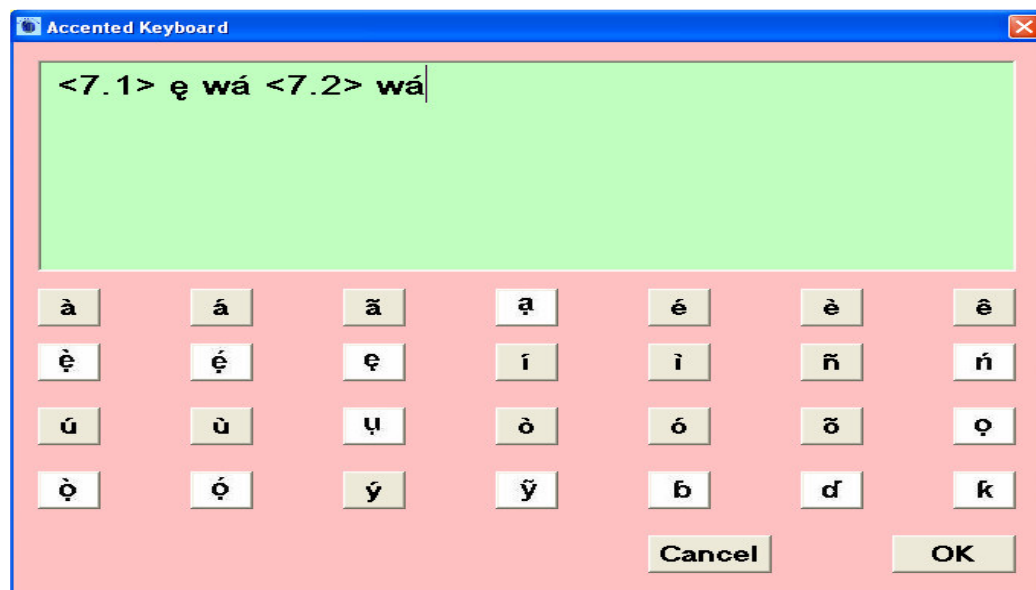 Accented Keyboard
<7.1> ę wá <7.2> wá
à á ã ạ é è ê
ẹ̀ ẹ́ ẹ í ì ñ ń
ú ù ụ ò ó õ ọ
ọ̀ ọ́ ý ỹ ɓ ɗ ƙ
Cancel OK